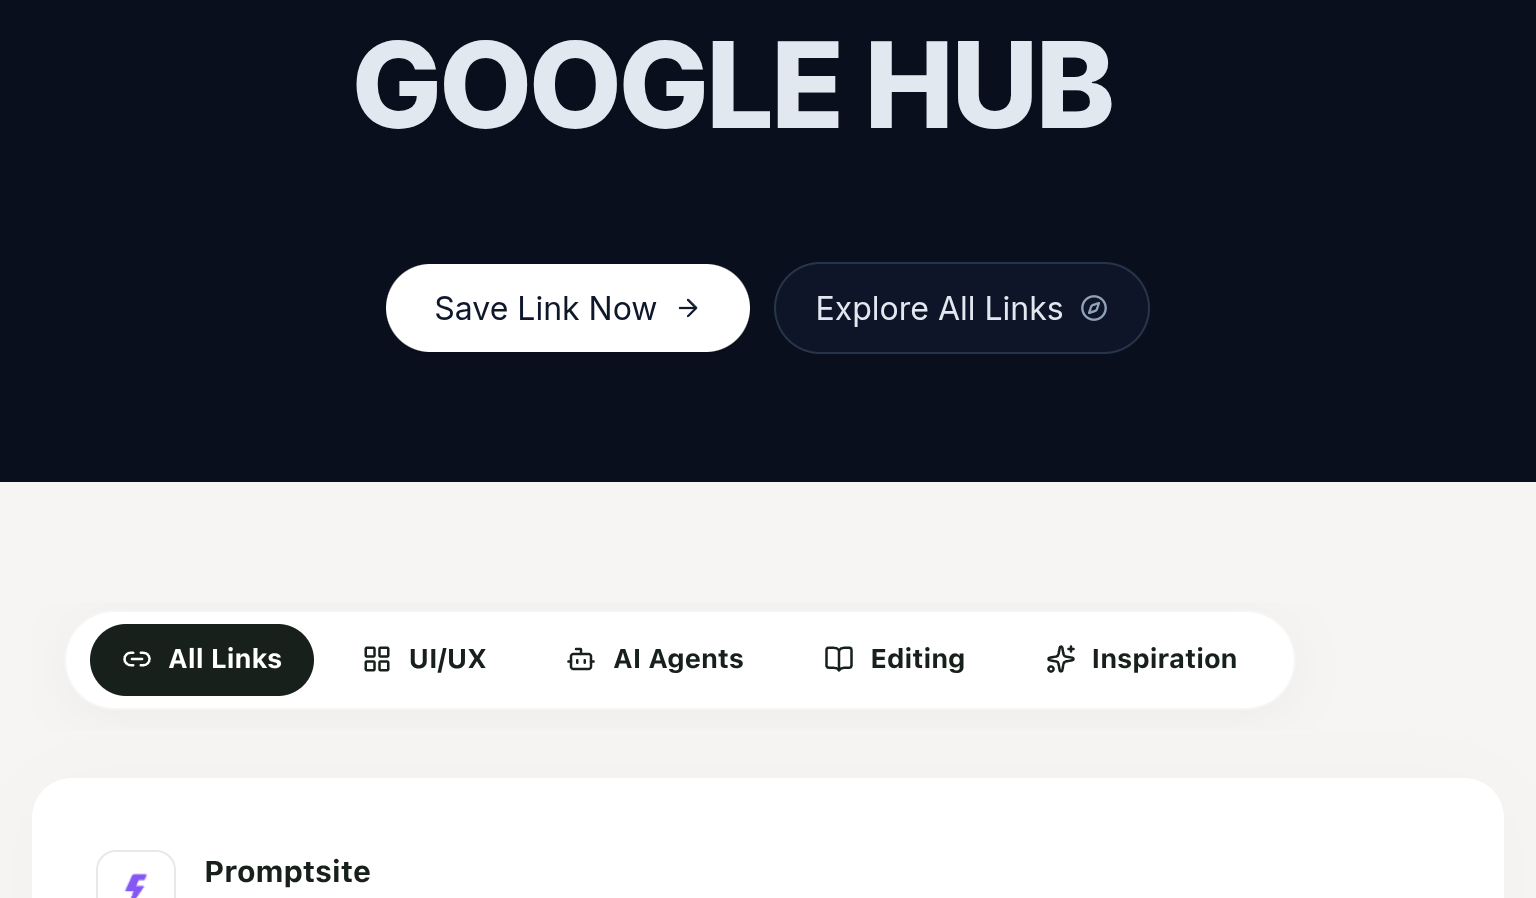 GOOGLE HUB
Save Link Now
Explore All Links
All Links
UI/UX
AI Agents
Editing
Inspiration
Promptsite